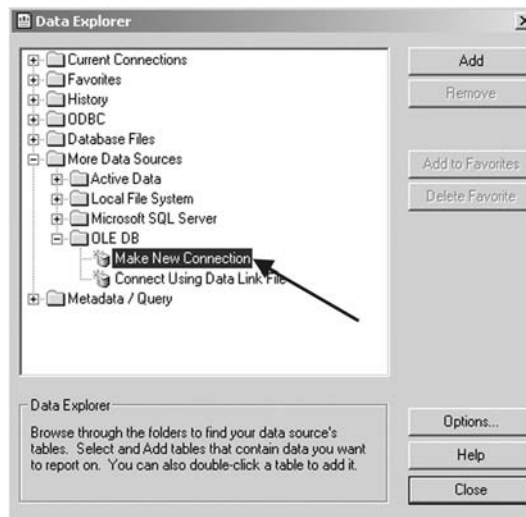 Data Explorer
Current Connections
Favorites
History
ODBC
Database Files
More Data Sources
Active Data
Local File System
Microsoft SQL Server
OLE DB
Make New Connection
Connect Using Data Link File
Metadata / Query
Add
Remove
Add to Favorites
Delete Favorite
Data Explorer
Browse through the folders to find your data source's
tables. Select and Add tables that contain data you want
to report on. You can also double-click a table to add it.
Options...
Help
Close